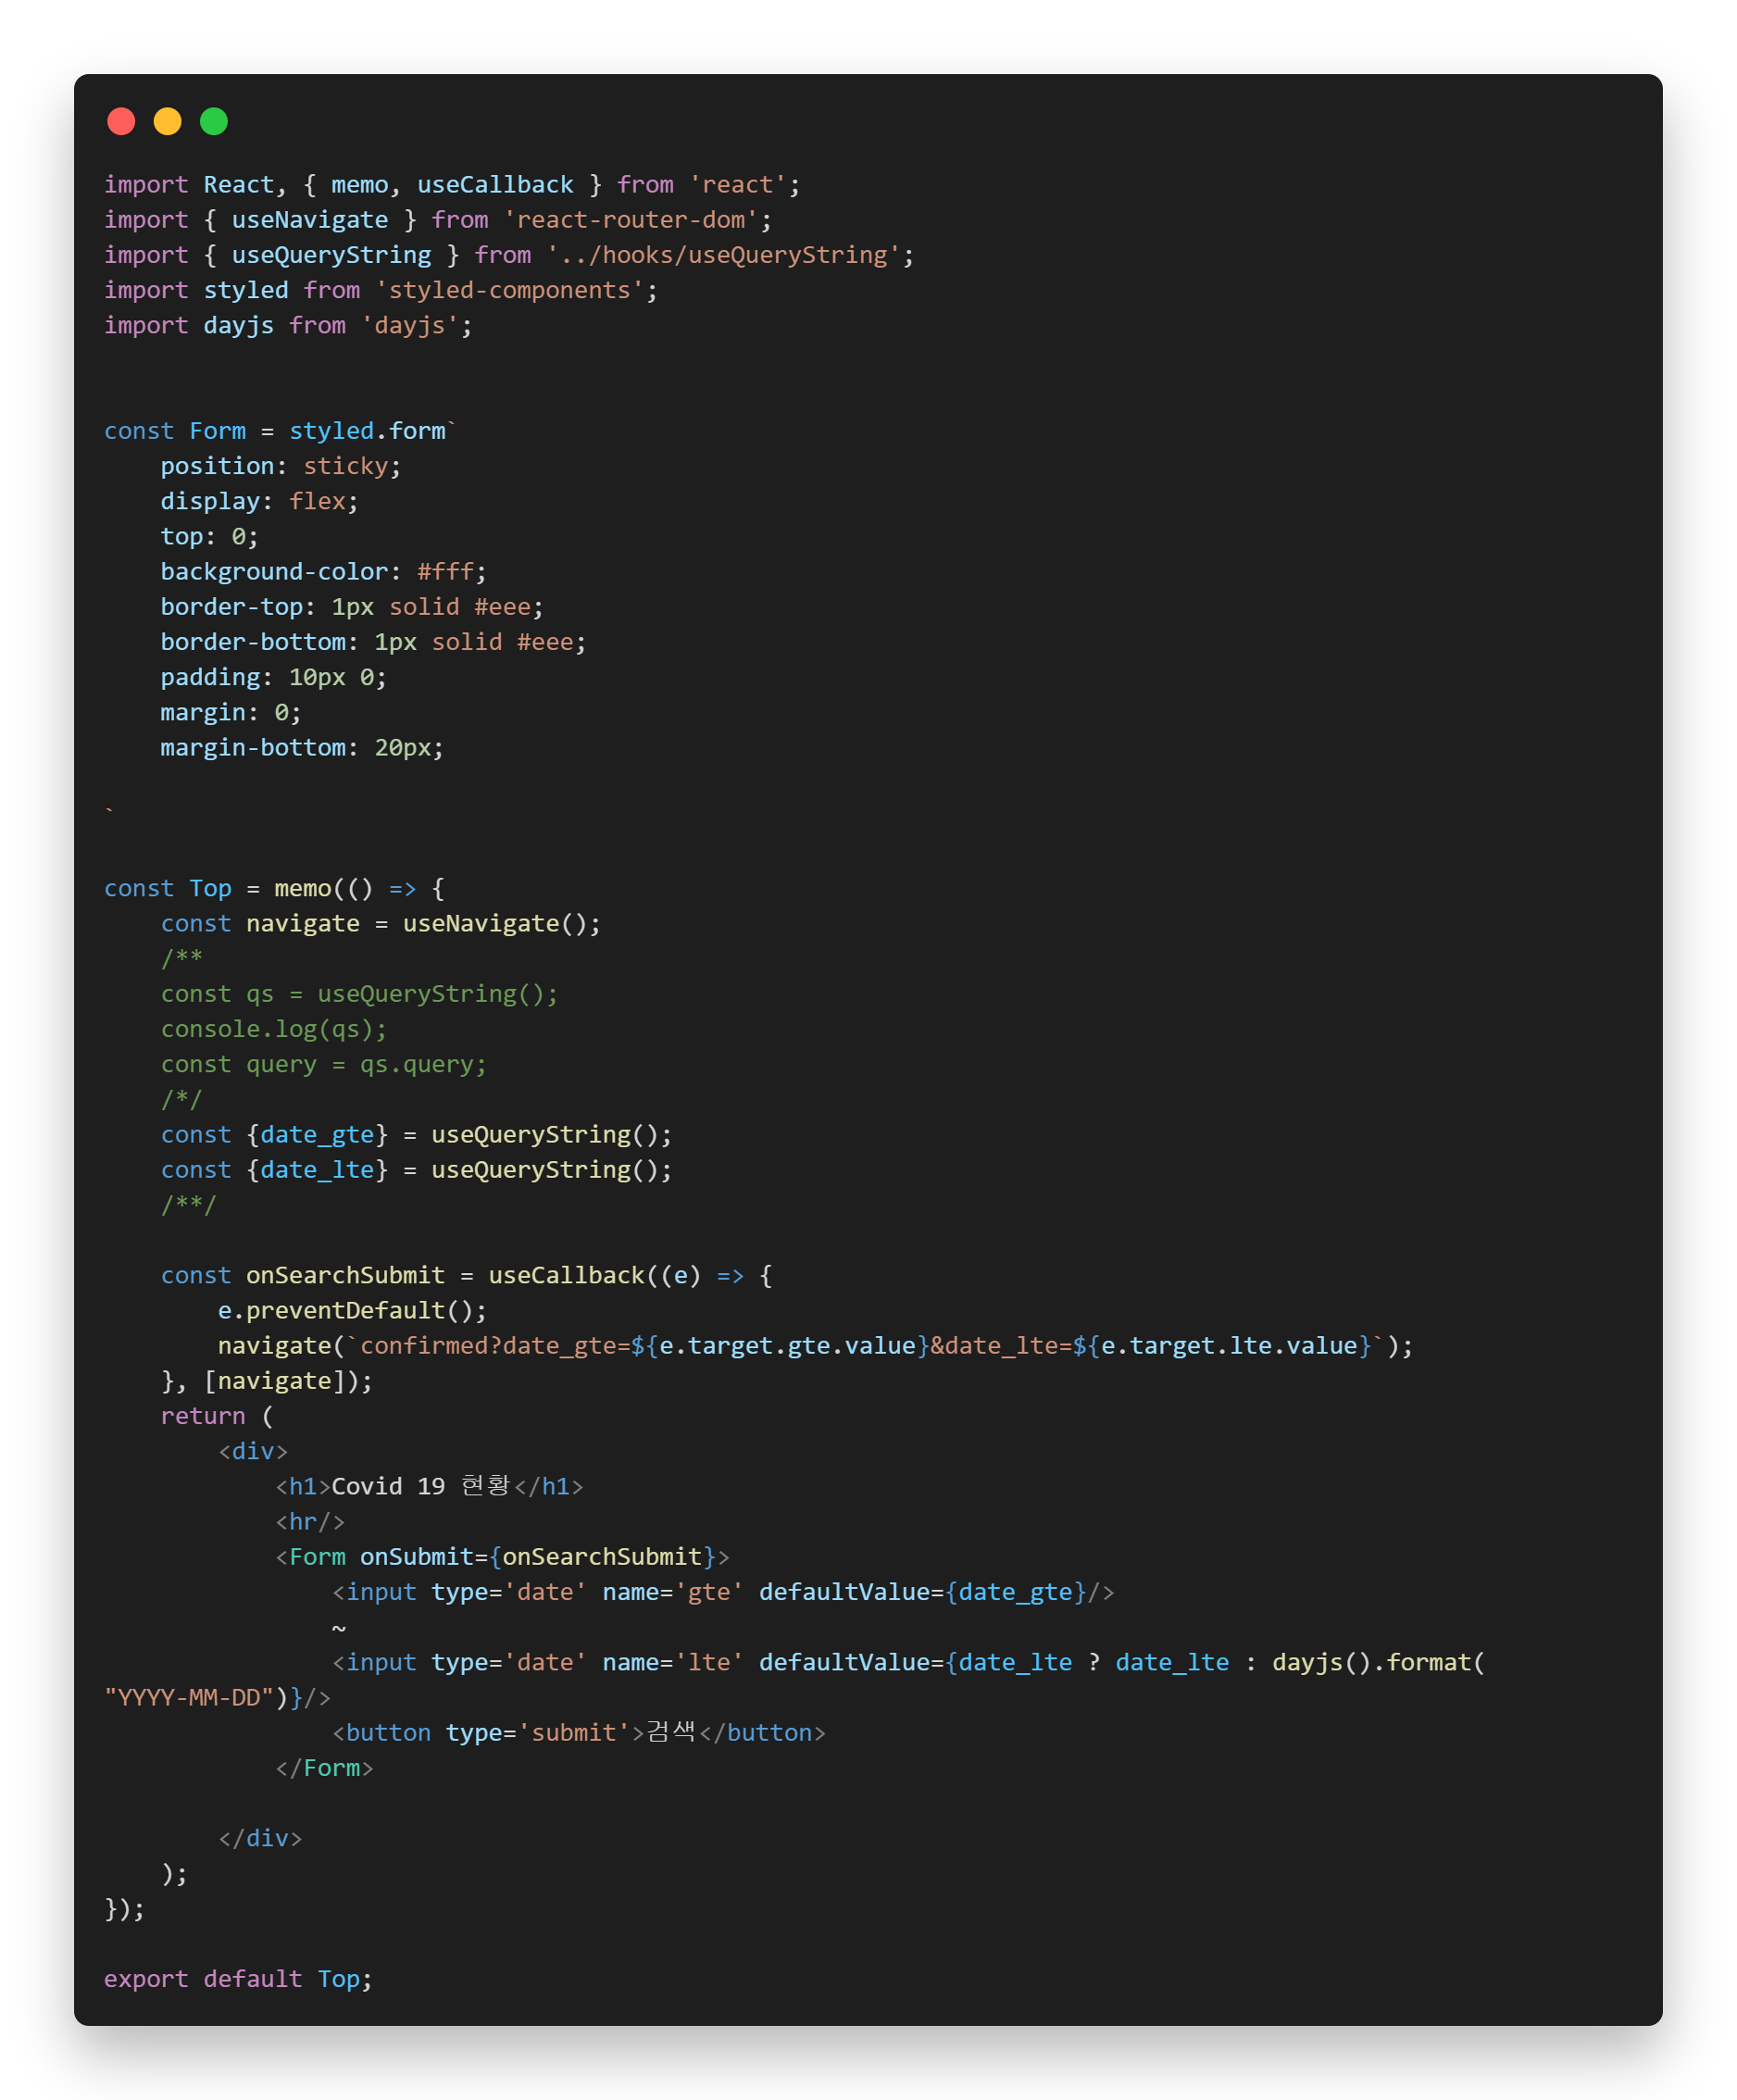 import React, { memo, useCallback } from 'react';
import { useNavigate } from 'react-router-dom';
import { useQueryString } from '../hooks/useQueryString';
import styled from 'styled-components';
import dayjs from 'dayjs';
const Form = styled.form`
    position: sticky;
    display: flex;
    top: 0;
    background-color: #fff;
    border-top: 1px solid #eee;
    border-bottom: 1px solid #eee;
    padding: 10px 0;
    margin: 0;
    margin-bottom: 20px;
`
const Top = memo(() => {
    const navigate = useNavigate();
    /**
    const qs = useQueryString();
    console.log(qs);
    const query = qs.query;
    /*/
    const {date_gte} = useQueryString();
    const {date_lte} = useQueryString();
    /**/
    const onSearchSubmit = useCallback((e) => {
        e.preventDefault();
        navigate(`confirmed?date_gte=${e.target.gte.value}&date_lte=${e.target.lte.value}`);
    }, [navigate]);
    return (
        <div>
            <h1>Covid 19 현황</h1>
            <hr/>
            <Form onSubmit={onSearchSubmit}>
                <input type='date' name='gte' defaultValue={date_gte}/>
                ~
                <input type='date' name='lte' defaultValue={date_lte ? date_lte : dayjs().format(
"YYYY-MM-DD")}/>
                <button type='submit'>검색</button>
            </Form>
        </div>
    );
});
export default Top;